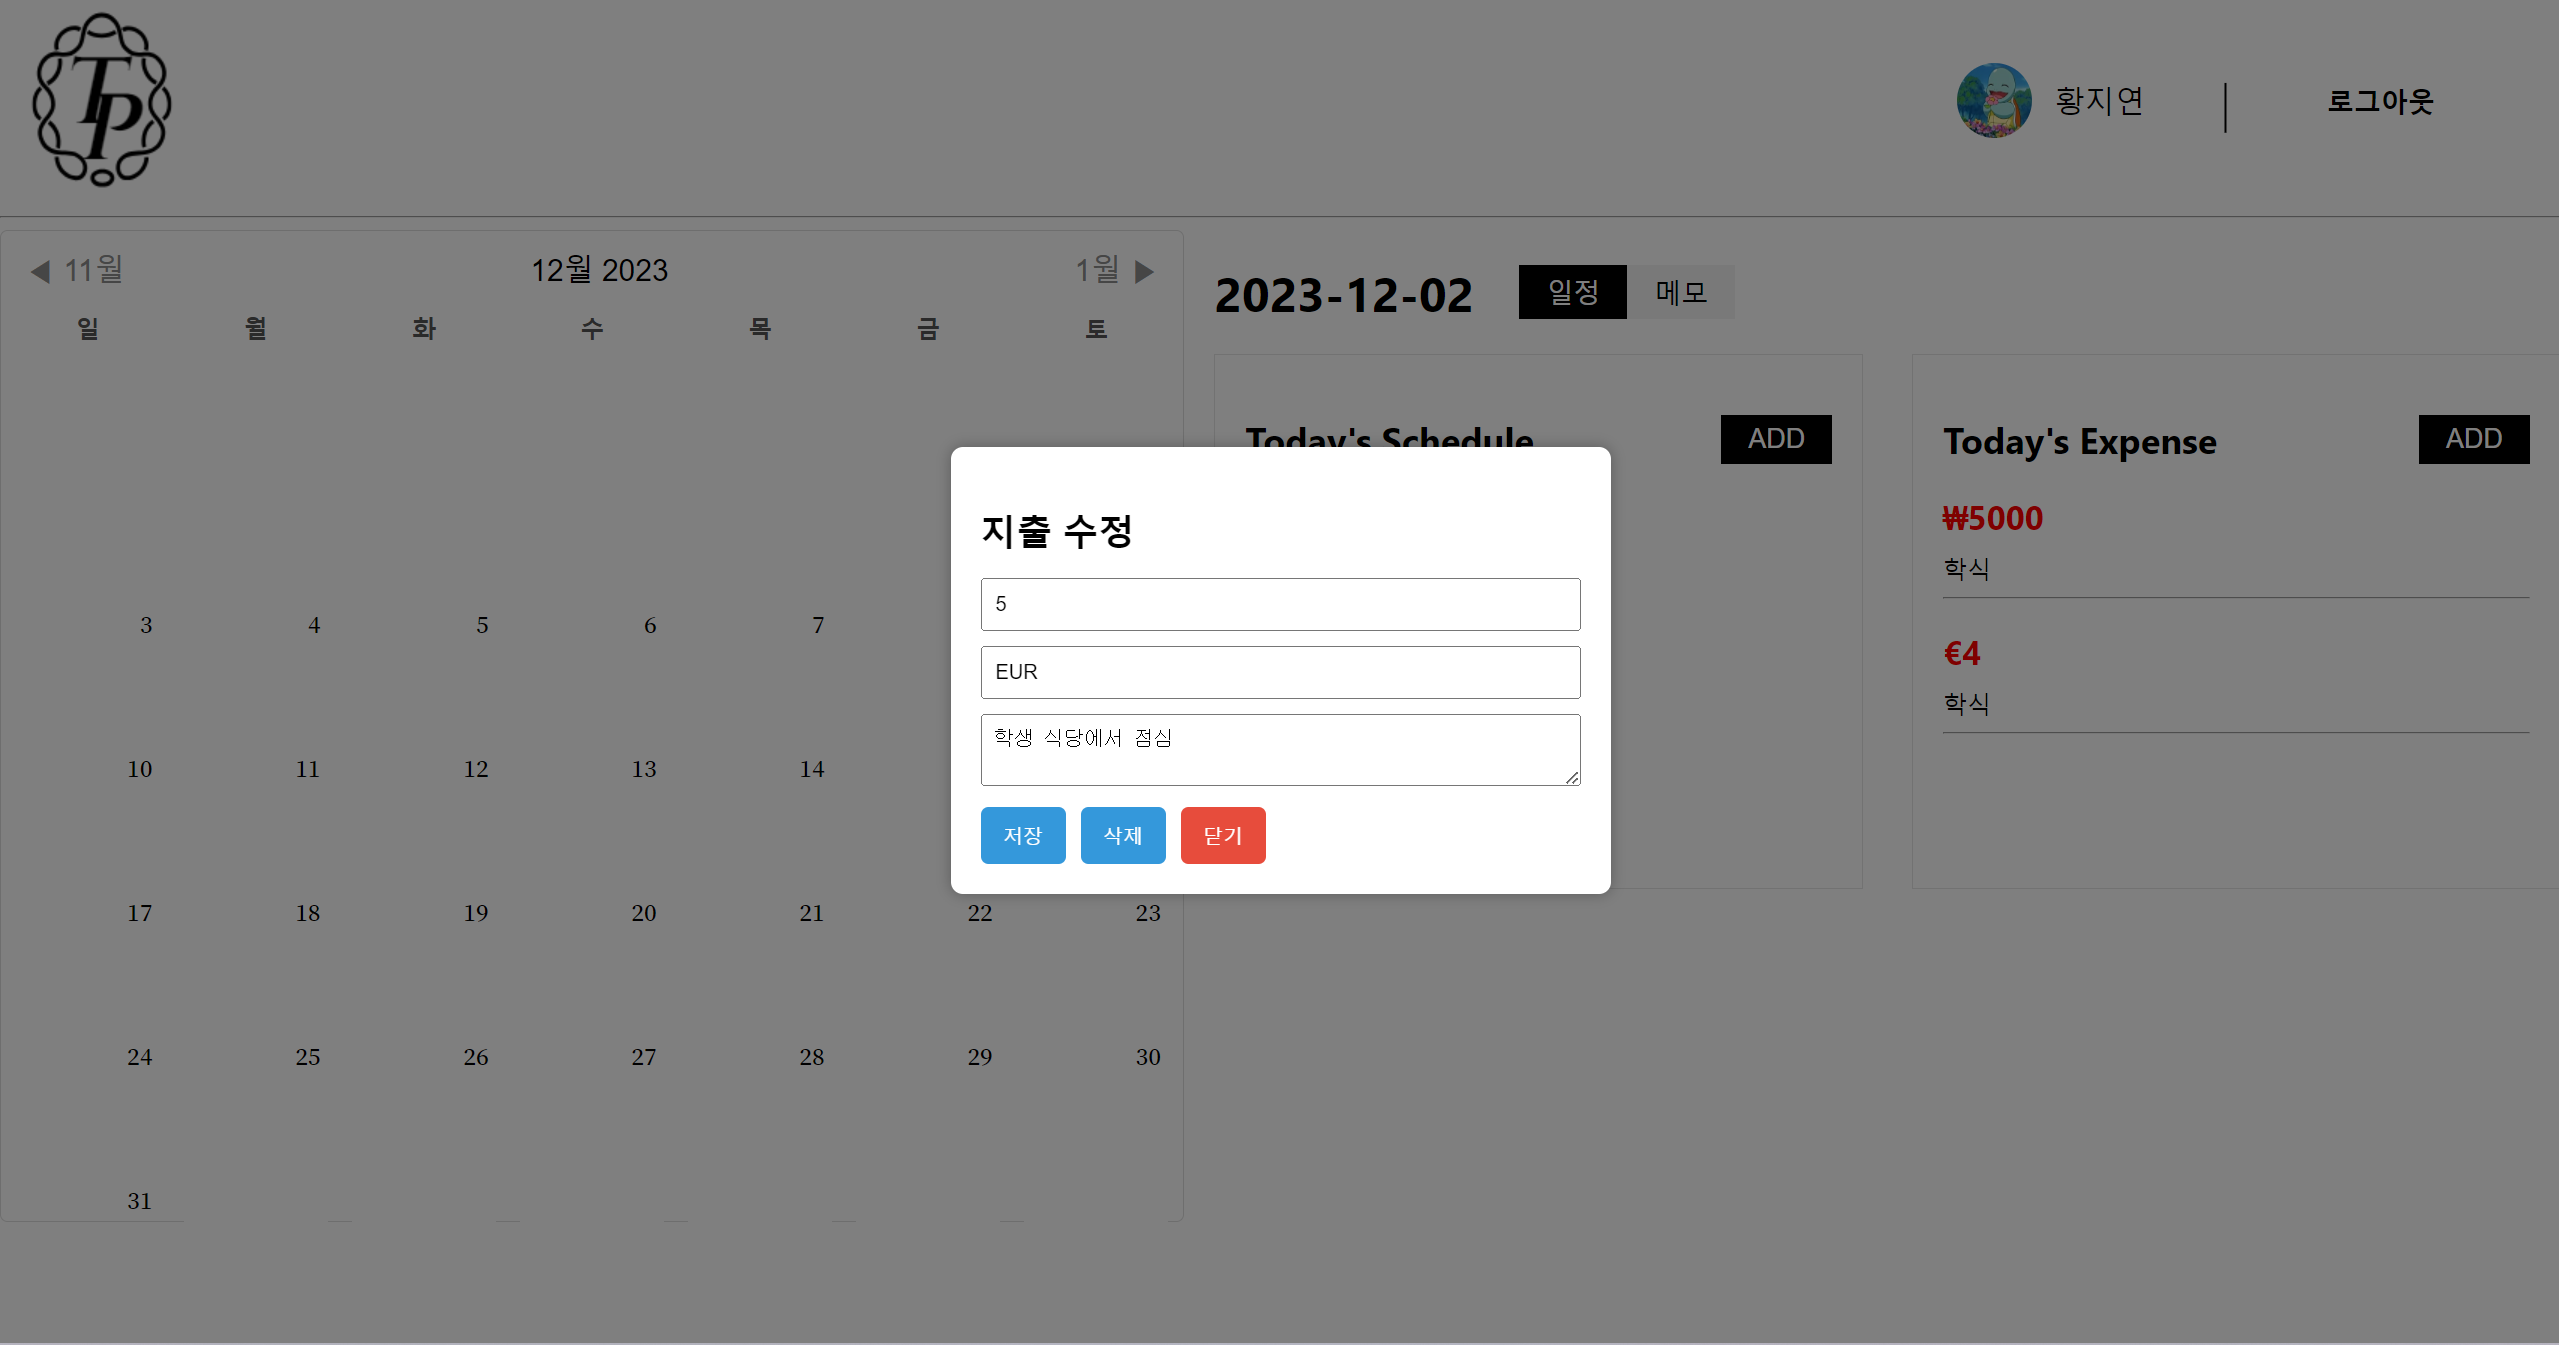 TP
황지연
로그아웃
◀ 11월
12월 2023
1월 ▶
일 월 화 수 목 금 토
3 4 5 6 7
10 11 12 13 14
17 18 19 20 21 22 23
24 25 26 27 28 29 30
31
2023-12-02
일정
메모
Today's Schedule
ADD
Today's Expense
ADD
₩5000
학식
€4
학식
지출 수정
5
EUR
학생 식당에서 점심
저장
삭제
닫기